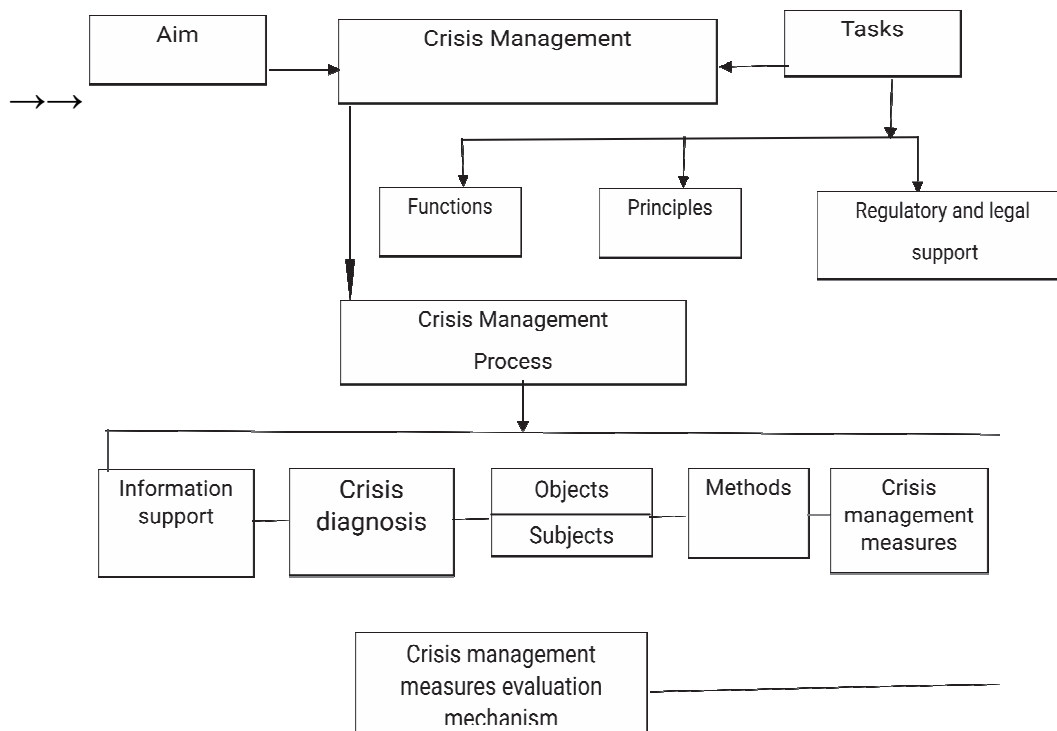 Aim
Crisis Management
Tasks
→→
Functions
Principles
Regulatory and legal
support
Crisis Management
Process
Information
support
Crisis
diagnosis
Objects
Subjects
Methods
Crisis
management
measures
Crisis management
measures evaluation
mechanism